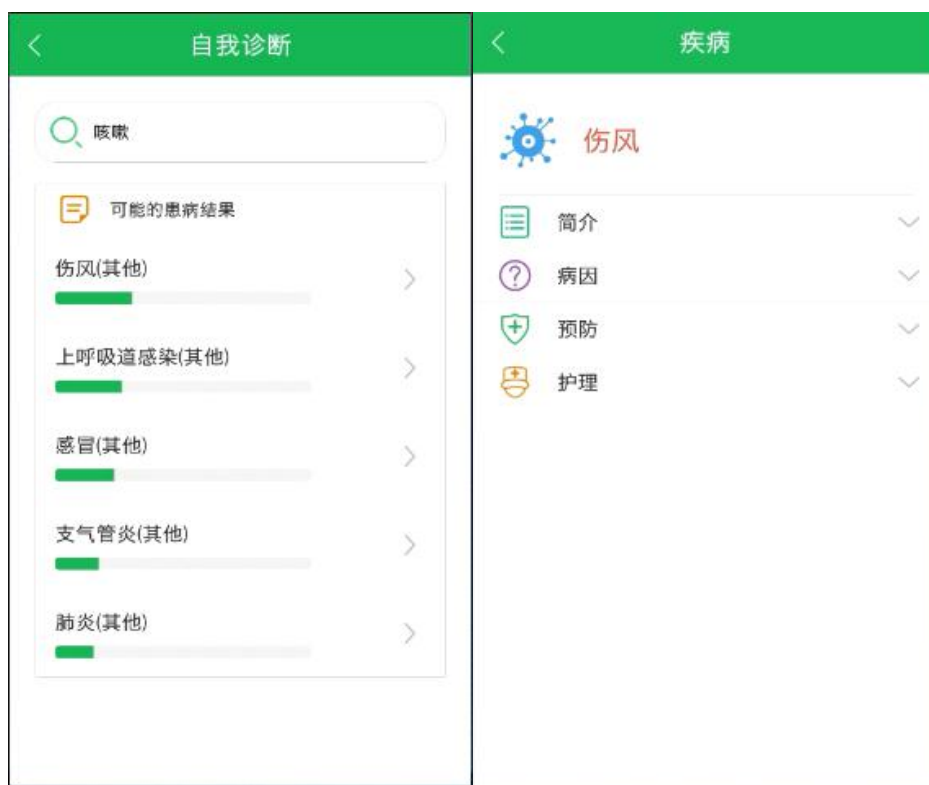 自我诊断
咳嗽
可能的患病结果
伤风(其他)
上呼吸道感染(其他)
感冒(其他)
支气管炎(其他)
肺炎(其他)
疾病
伤风
简介
病因
预防
护理